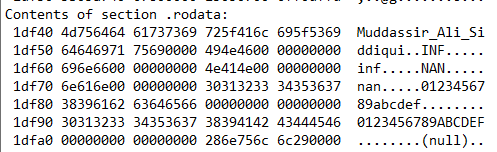 Contents of section .rodata:
1df40 4d756464 61737369 725f416c 695f5369 Muddassir_Ali_Si
1df50 64646971 75690000 494e4600 00000000 ddiqui..INF.....
1df60 696e6600 00000000 4e414e00 00000000 inf.....NAN.....
1df70 6e616e00 00000000 30313233 34353637 nan.....01234567
1df80 38396162 63646566 00000000 00000000 89abcdef........
1df90 30313233 34353637 38394142 43444546 0123456789ABCDEF
1dfa0 00000000 00000000 286e756c 6c290000 ........(null)..